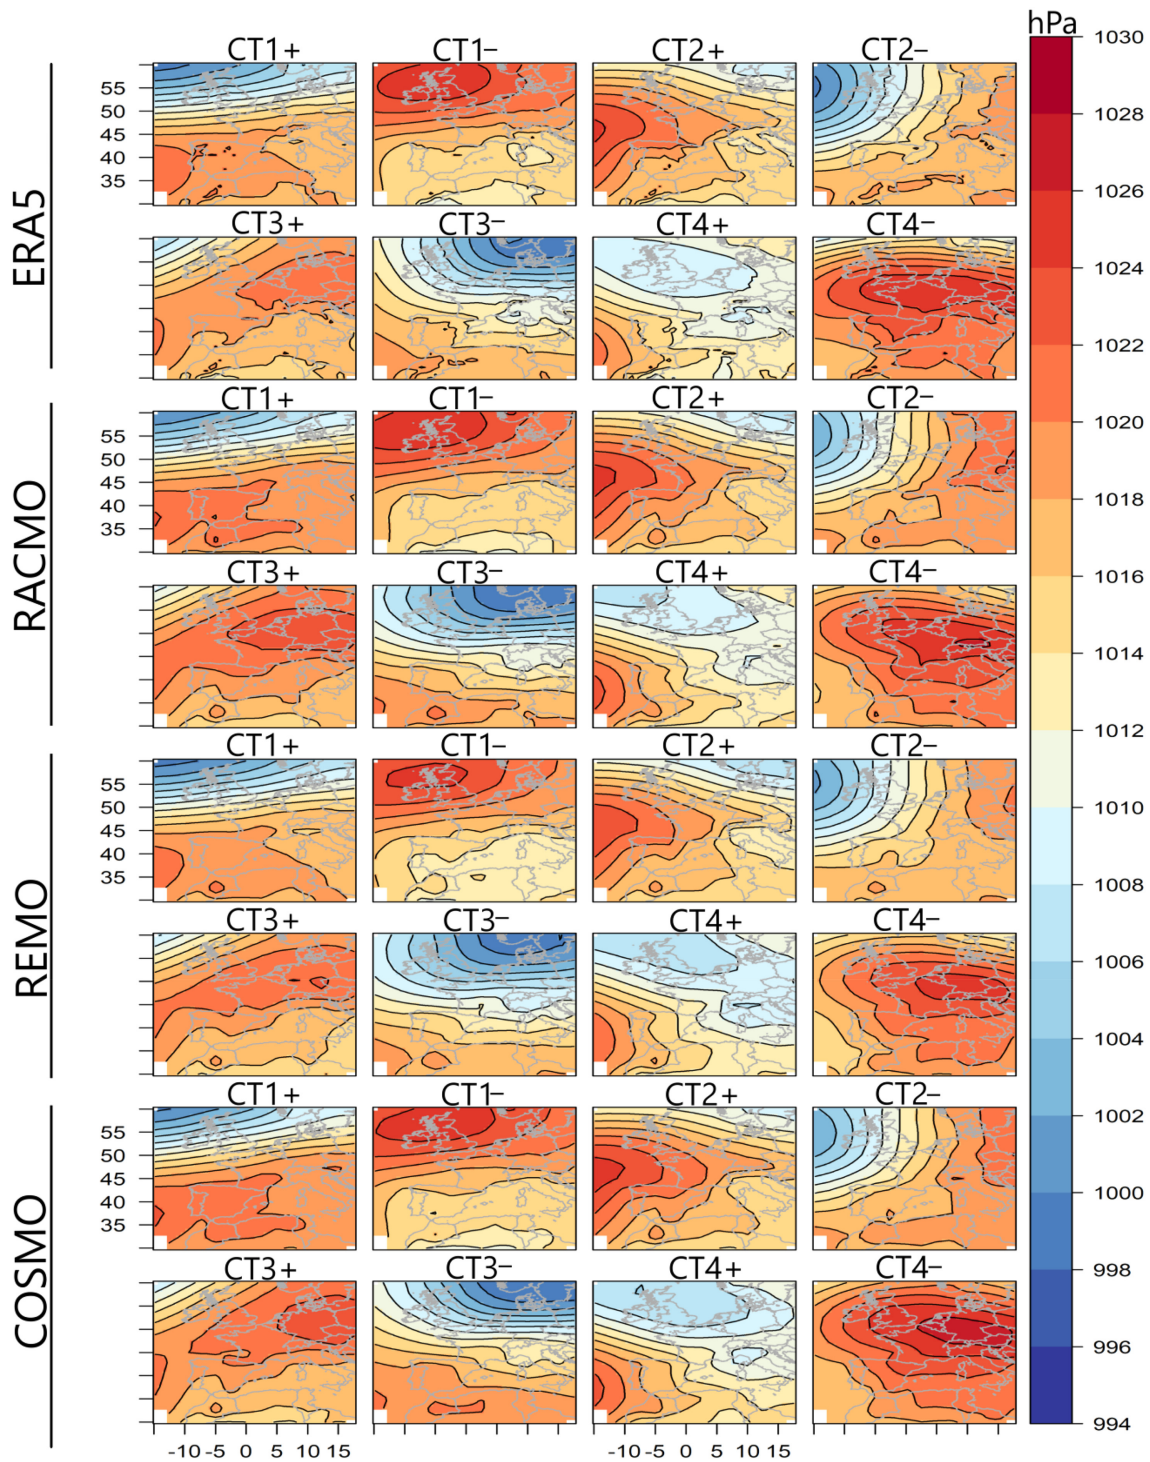 hPa
CT1+ CT1− CT2+ CT2−
1030
55
50
45
40
35
1028
1026
ERA5
CT3+ CT3− CT4+ CT4−
1024
1022
CT1+ CT1− CT2+ CT2−
1020
55
50
45
40
35
1018
RACMO
1016
CT3+ CT3− CT4+ CT4−
1014
1012
CT1+ CT1− CT2+ CT2−
55
50
45
40
35
1010
1008
REMO
CT3+ CT3− CT4+ CT4−
1006
1004
CT1+ CT1− CT2+ CT2−
1002
55
50
45
40
35
1000
COSMO
CT3+ CT3− CT4+ CT4−
998
996
994
-10 -5 0 5 10 15 -10 -5 0 5 10 15